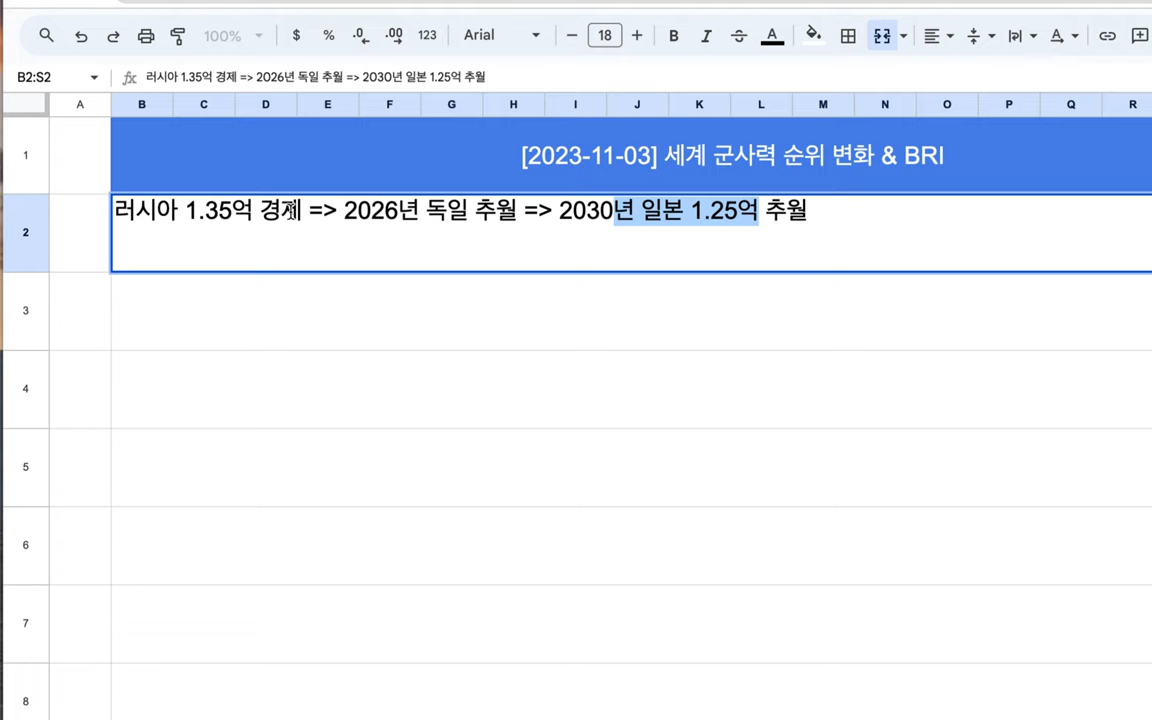 100%
$
%
.0
.00
123
Arial
18
B
I
S
A
B2:S2
fx
러시아 1.35억 경제 => 2026년 독일 추월 => 2030년 일본 1.25억 추월
A B C D E F G H I J K L M N O P Q R
1
[2023-11-03] 세계 군사력 순위 변화 & BRI
2
러시아 1.35억 경제 => 2026년 독일 추월 => 2030년 일본 1.25억 추월
3
4
5
6
7
8